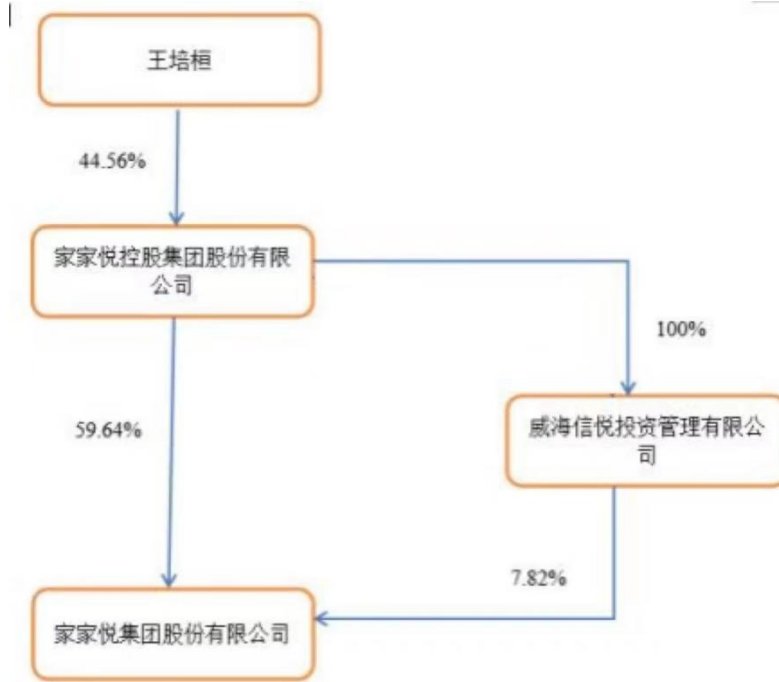 王培桓
44.56%
家家悦控股集团股份有限
公司
100%
59.64%
威海信悦投资管理有限公
司
7.82%
家家悦集团股份有限公司